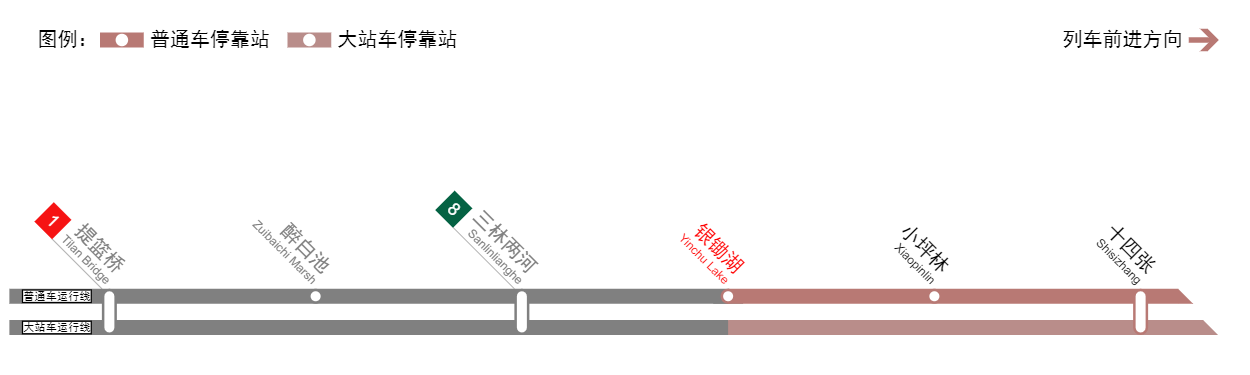 图例：
普通车停靠站
大站车停靠站
列车前进方向
1
提篮桥
Tilan Bridge
醉白池
Zuibaichi Marsh
8
三林两河
Sanlinlianghe
银锄湖
Yinchu Lake
小坪林
Xiaopinlin
十四张
Shisizhang
普通车运行线
大站车运行线